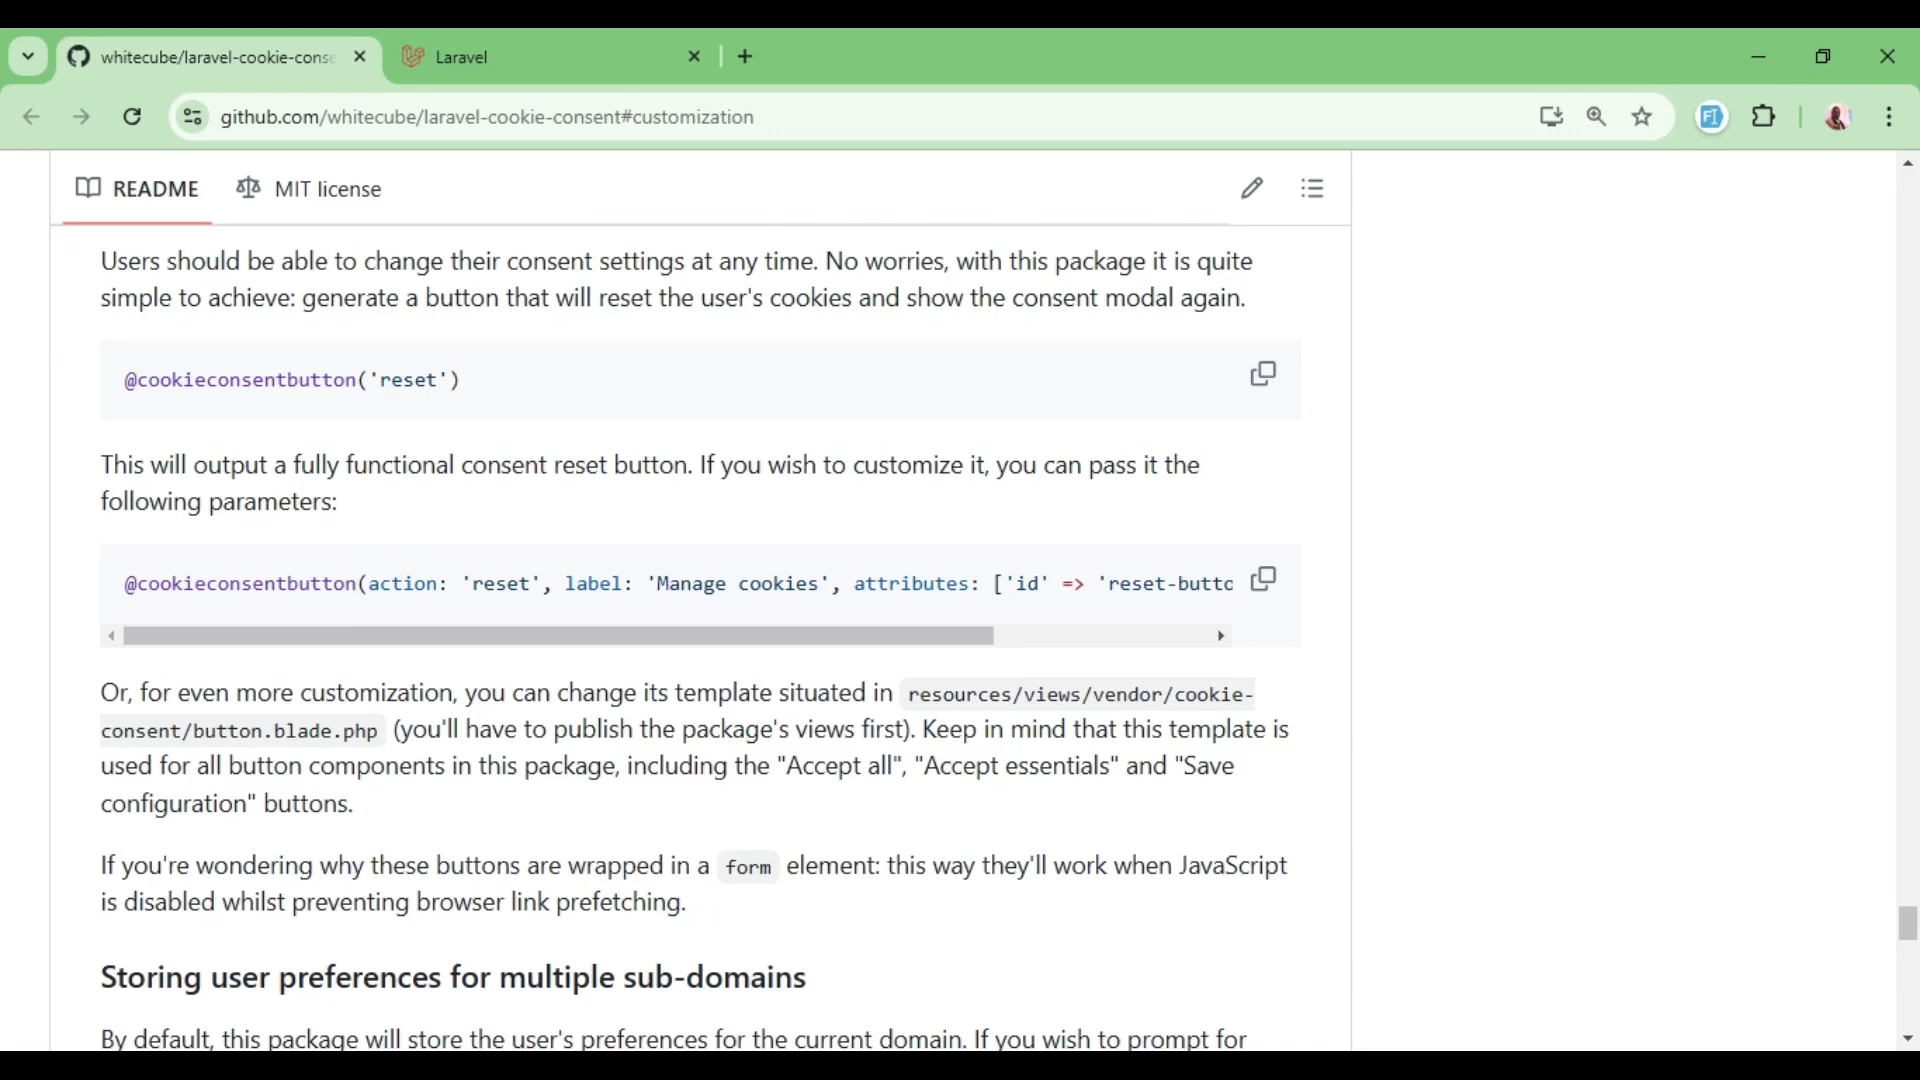 whitecube/laravel-cookie-conse
Laravel
github.com/whitecube/laravel-cookie-consent#customization
README
MIT license
Users should be able to change their consent settings at any time. No worries, with this package it is quite
simple to achieve: generate a button that will reset the user's cookies and show the consent modal again.
@cookieconsentbutton('reset')
This will output a fully functional consent reset button. If you wish to customize it, you can pass it the
following parameters:
@cookieconsentbutton(action: 'reset', label: 'Manage cookies', attributes: ['id' => 'reset-butto
Or, for even more customization, you can change its template situated in resources/views/vendor/cookie-
consent/button.blade.php (you'll have to publish the package's views first). Keep in mind that this template is
used for all button components in this package, including the "Accept all", "Accept essentials" and "Save
configuration" buttons.
If you're wondering why these buttons are wrapped in a form element: this way they'll work when JavaScript
is disabled whilst preventing browser link prefetching.
Storing user preferences for multiple sub-domains
By default, this package will store the user's preferences for the current domain. If you wish to prompt for